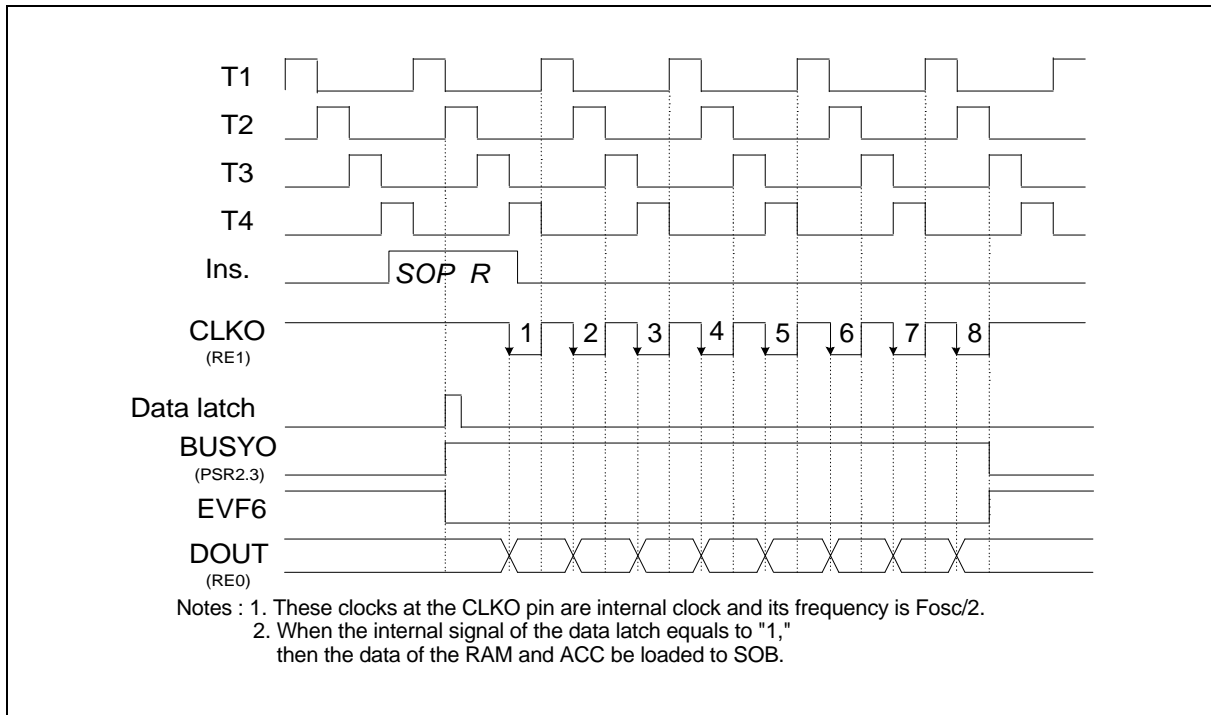 T1
T2
T3
T4
Ins.
SOP R
CLKO
(RE1)
1 2 3 4 5 6 7 8
Data latch
BUSYO
(PSR2.3)
EVF6
DOUT
(RE0)
Notes : 1. These clocks at the CLKO pin are internal clock and its frequency is Fosc/2.
2. When the internal signal of the data latch equals to "1,"
then the data of the RAM and ACC be loaded to SOB.